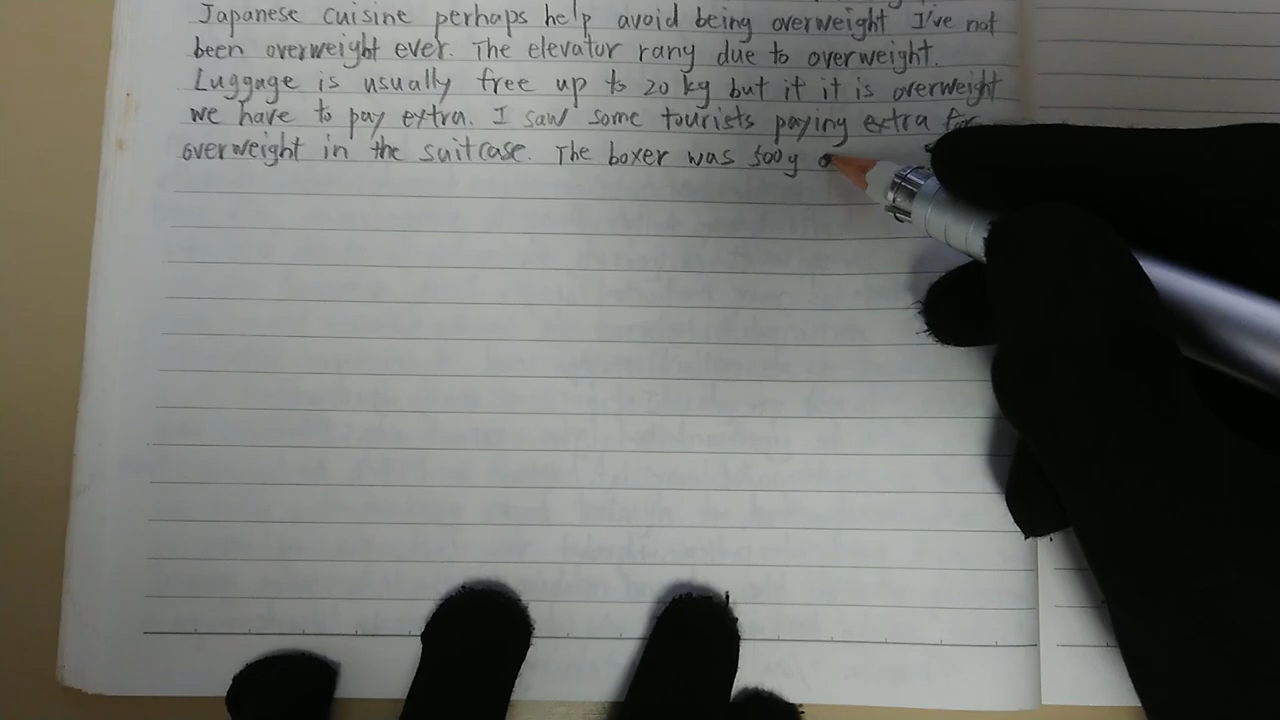 Japanese cuisine perhaps help avoid being overweight I've not
been overweight ever. The elevator rang due to overweight.
Luggage is usually free up to 20 kg but it it is overweight
we have to pay extra. I saw some tourists paying extra for
overweight in the suitcase. The boxer was 500g o